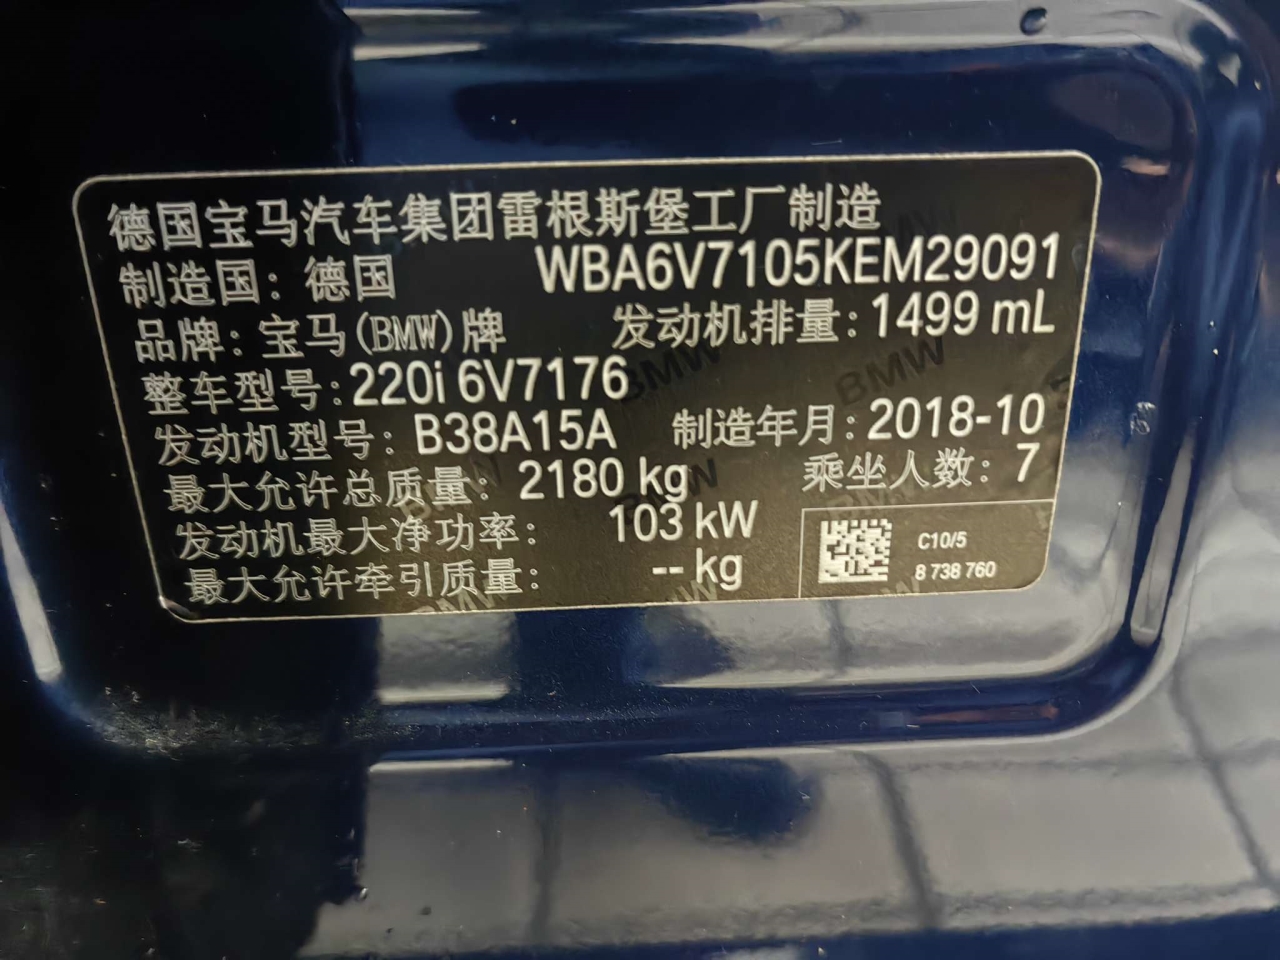 德国宝马汽车集团雷根斯堡工厂制造
制造国: 德国 WBA6V7105KEM29091
品牌: 宝马(BMW)牌 发动机排量: 1499 mL
整车型号: 220i 6V7176
发动机型号: B38A15A 制造年月: 2018-10
最大允许总质量: 2180 kg 乘坐人数: 7
发动机最大净功率: 103 kW
最大允许牵引质量: -- kg
C10/5
8 738 760